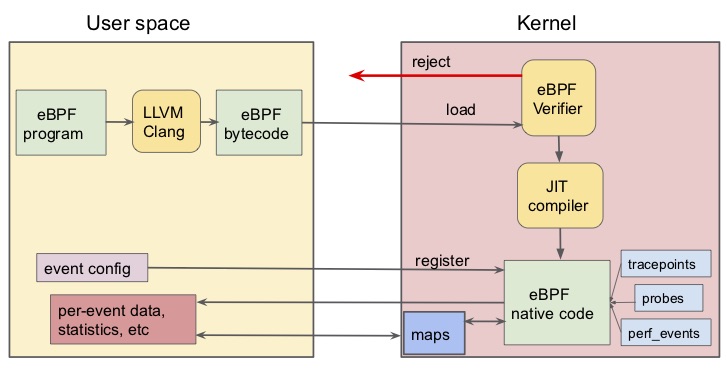 User space
Kernel
reject
eBPF
Verifier
eBPF
program
LLVM
Clang
eBPF
bytecode
load
JIT
compiler
event config
register
eBPF
native code
tracepoints
probes
perf_events
per-event data,
statistics, etc
maps